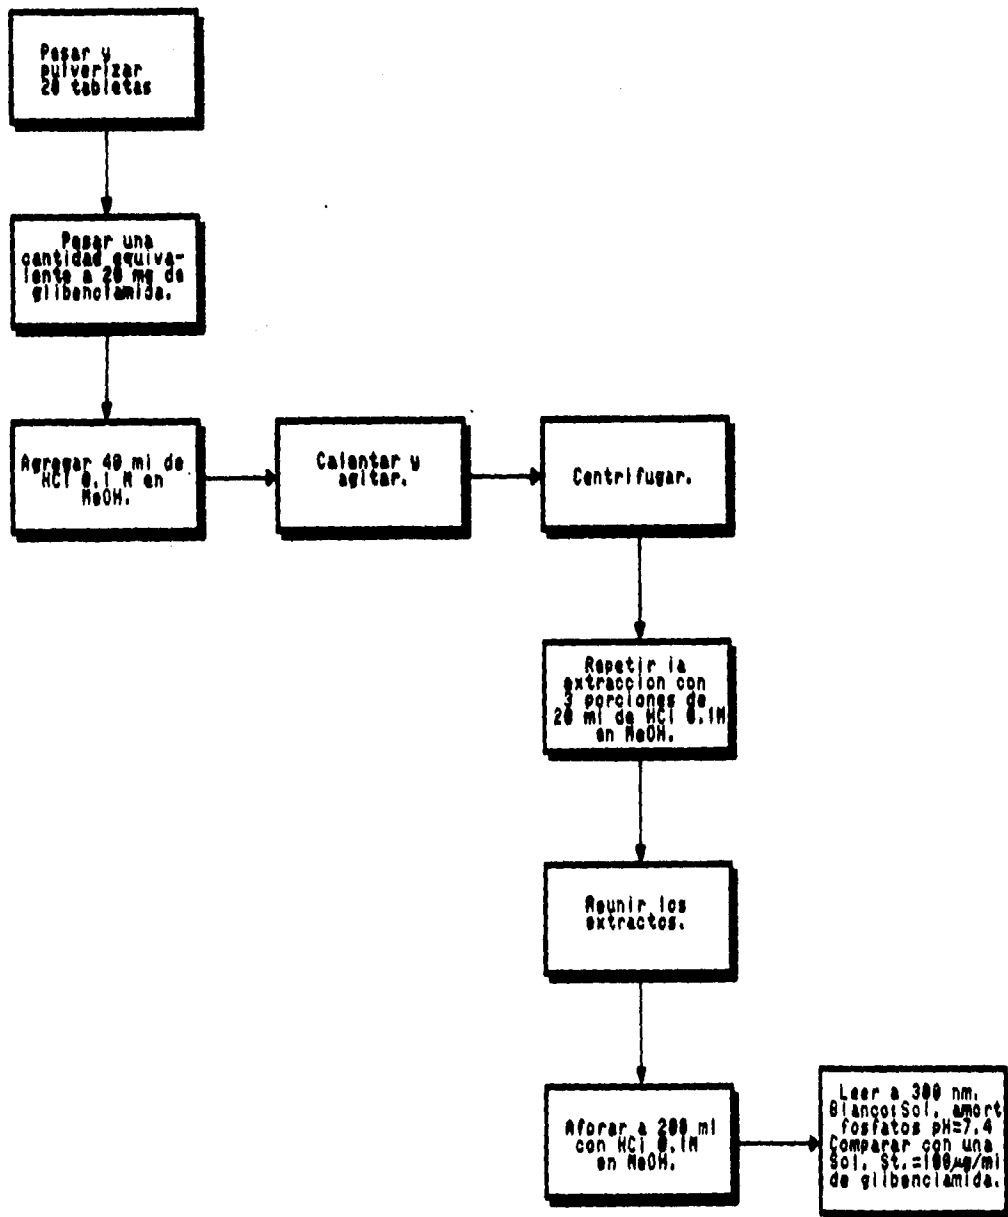 Pesar y
pulverizar
20 tabletas
Pesar una
cantidad equiva-
lente a 20 mg de
glibenclamida.
Agregar 40 ml de
HCl 0.1 M en
MeOH.
Calentar y
agitar.
Centrifugar.
Repetir la
extraccion con
3 porciones de
20 ml de HCl 0.1M
en MeOH.
Reunir los
extractos.
Aforar a 200 ml
con HCl 0.1M
en MeOH.
Leer a 300 nm.
Blanco:Sol. amort
fosfatos pH=7.4
Comparar con una
Sol. St.=100µg/ml
de glibenclamida.